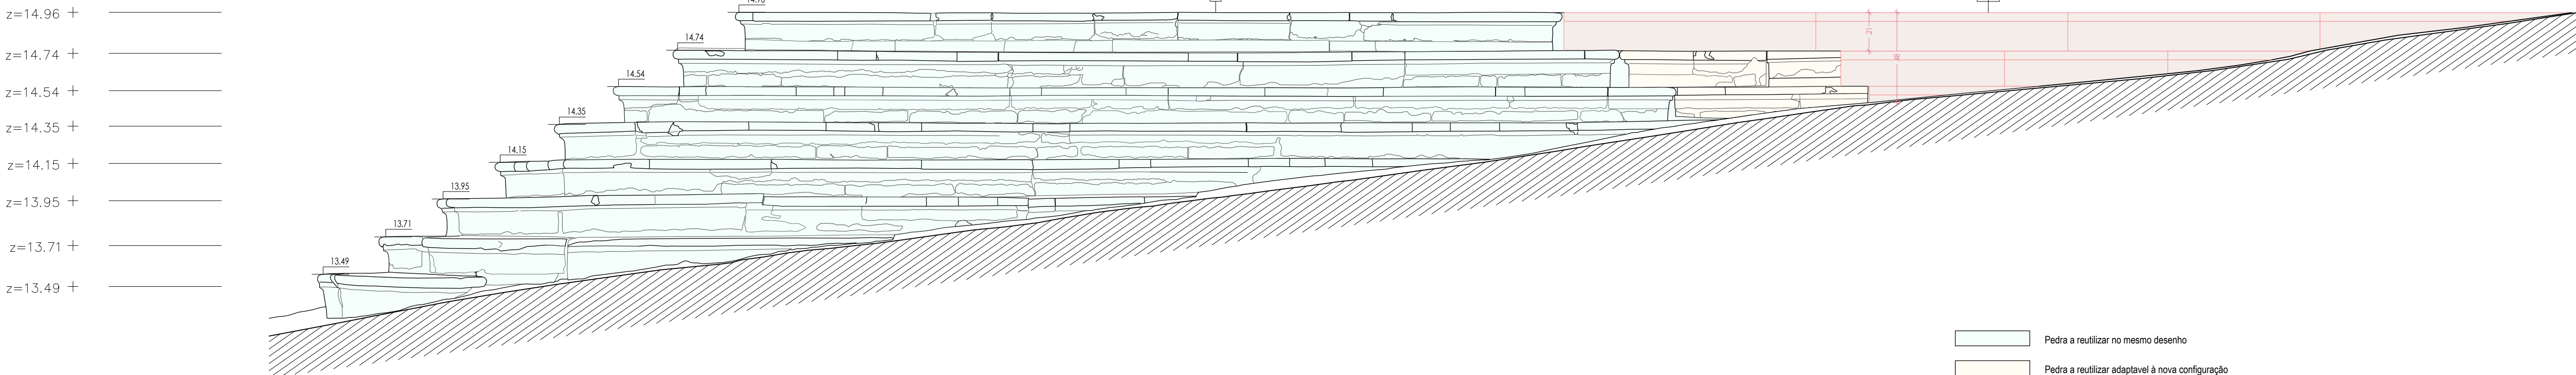 z=14.96
z=14.74
z=14.54
z=14.35
z=14.15
z=13.95
z=13.71
z=13.49
14.74
14.54
14.35
14.15
13.95
13.71
13.49
.21
Pedra a reutilizar no mesmo desenho
Pedra a reutilizar adaptavel à nova configuração